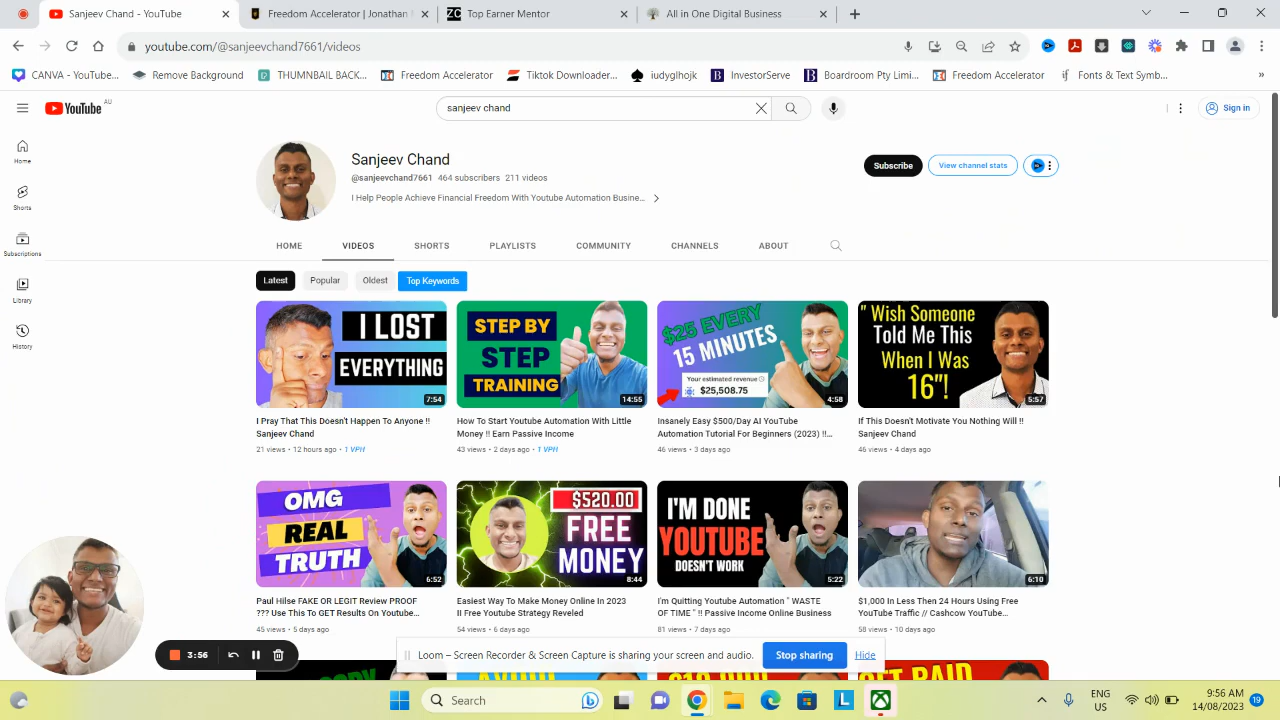 Sanjeev Chand - YouTube
Freedom Accelerator | Jonathan
Top Earner Mentor
All in One Digital Business
youtube.com/@sanjeevchand7661/videos
CANVA - YouTube...
Remove Background
THUMNBAIL BACK...
Freedom Accelerator
Tiktok Downloader...
iudyglhojk
InvestorServe
Boardroom Pty Limi...
Freedom Accelerator
Fonts & Text Symb...
»
YouTube AU
sanjeev chand
Sign in
Home
Shorts
Subscriptions
Library
History
Sanjeev Chand
@sanjeevchand7661 464 subscribers 211 videos
I Help People Achieve Financial Freedom With Youtube Automation Busine...
Subscribe
View channel stats
HOME VIDEOS SHORTS PLAYLISTS COMMUNITY CHANNELS ABOUT
Latest Popular Oldest Top Keywords
I LOST
EVERYTHING
7:54
STEP BY
STEP
TRAINING
14:55
$25 EVERY
15 MINUTES
Your estimated revenue
$25,508.75
4:58
" Wish Someone
Told Me This
When I Was
16"!
5:57
I Pray That This Doesn't Happen To Anyone !!
Sanjeev Chand
21 views • 12 hours ago • 1 VPH
How To Start Youtube Automation With Little
Money !! Earn Passive Income
43 views • 2 days ago • 1 VPH
Insanely Easy $500/Day AI YouTube
Automation Tutorial For Beginners (2023) !!...
46 views • 3 days ago
If This Doesn't Motivate You Nothing Will !!
Sanjeev Chand
46 views • 4 days ago
OMG
REAL
TRUTH
6:52
$520.00
FREE
MONEY
8:44
I'M DONE
YOUTUBE
DOESN'T WORK
5:22
6:10
Paul Hilse FAKE OR LEGIT Review PROOF
??? Use This To GET Results On Youtube...
45 views • 5 days ago
Easiest Way To Make Money Online In 2023
II Free Youtube Strategy Reveled
54 views • 6 days ago
I'm Quitting Youtube Automation " WASTE
OF TIME " !! Passive Income Online Business
81 views • 7 days ago
$1,000 In Less Then 24 Hours Using Free
YouTube Traffic // Cashcow YouTube...
58 views • 10 days ago
3:56
Loom – Screen Recorder & Screen Capture is sharing your screen and audio.
Stop sharing
Hide
Search
ENG
US
9:56 AM
14/08/2023
19